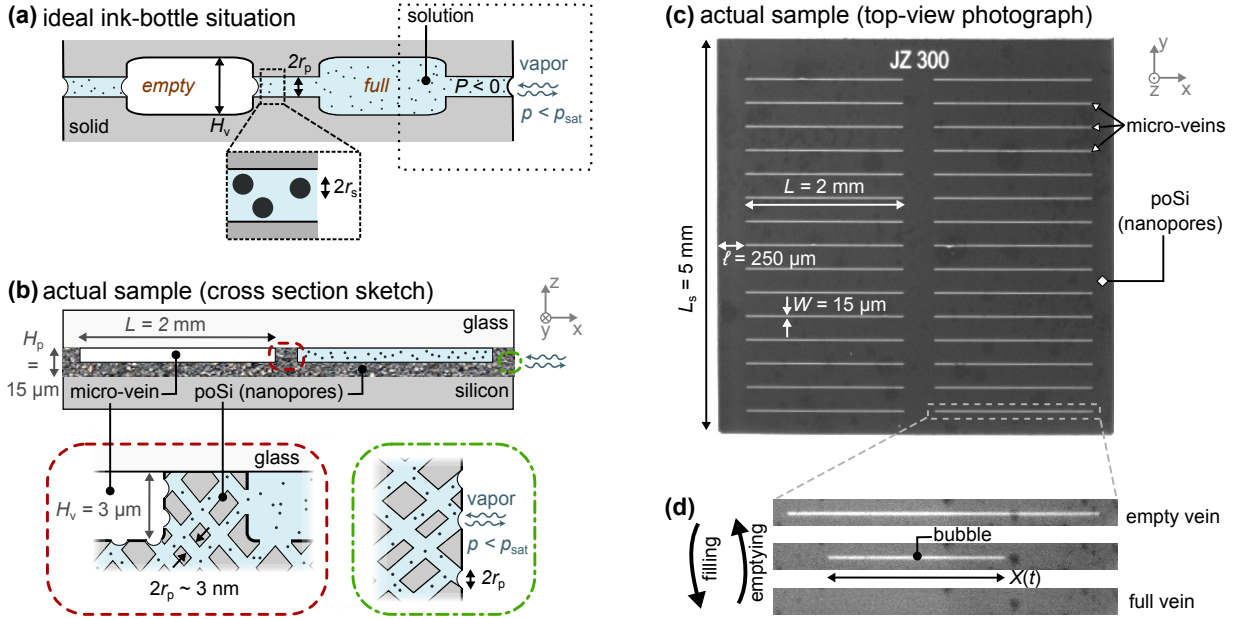 (a) ideal ink-bottle situation
solution
2rₚ
vapor
empty
full
P < 0
p < pₛₐₜ
Hᵥ
solid
2rₛ
(b) actual sample (cross section sketch)
z
y
x
L = 2 mm
glass
Hₚ
=
15 μm
micro-vein
poSi (nanopores)
silicon
glass
Hᵥ = 3 μm
2rₚ ~ 3 nm
vapor
p < pₛₐₜ
2rₚ
(c) actual sample (top-view photograph)
JZ 300
y
z
x
micro-veins
L = 2 mm
poSi
(nanopores)
ℓ = 250 μm
Lₛ = 5 mm
W = 15 μm
(d)
filling
emptying
empty vein
bubble
X(t)
full vein